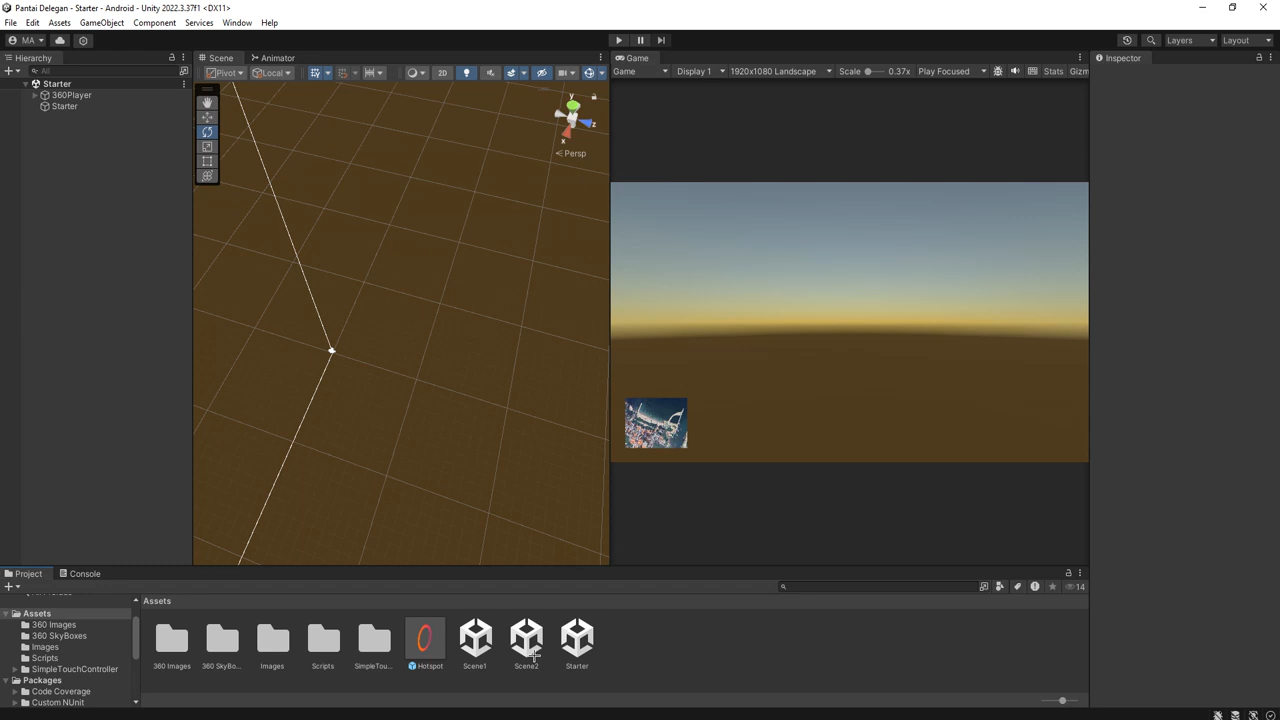 Pantai Delegan - Starter - Android - Unity 2022.3.37f1 <DX11>
File Edit Assets GameObject Component Services Window Help
MA Layers Layout
Hierarchy Scene Animator Game Inspector
All Pivot Local 2D Game Display 1 1920x1080 Landscape Scale 0.37x Play Focused Stats Gizm
Starter
360Player
Starter
y
z
x
Persp
Project Console
14
Assets
Assets
360 Images
360 SkyBoxes
Images
Scripts
SimpleTouchController
Packages
Code Coverage
Custom NUnit
360 Images 360 SkyBo... Images Scripts SimpleTou... Hotspot Scene1 Scene2 Starter